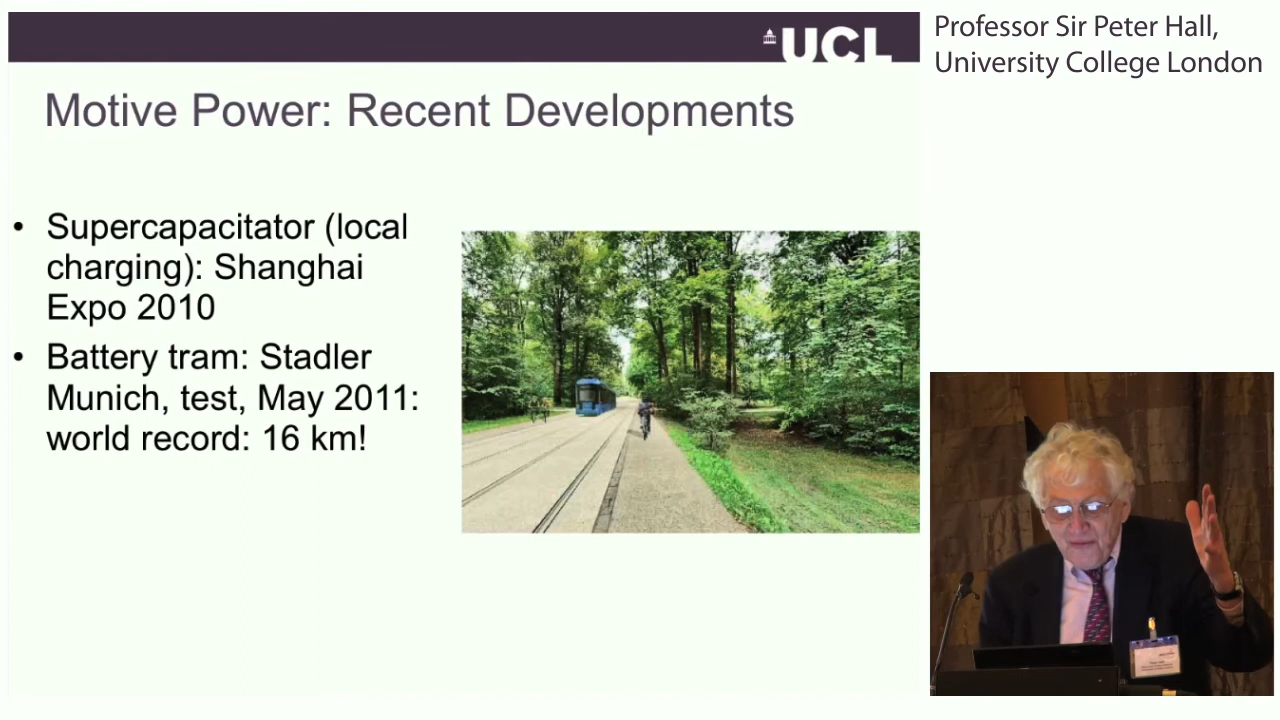 UCL
Professor Sir Peter Hall,
University College London
Motive Power: Recent Developments
• Supercapacitator (local
charging): Shanghai
Expo 2010
• Battery tram: Stadler
Munich, test, May 2011:
world record: 16 km!